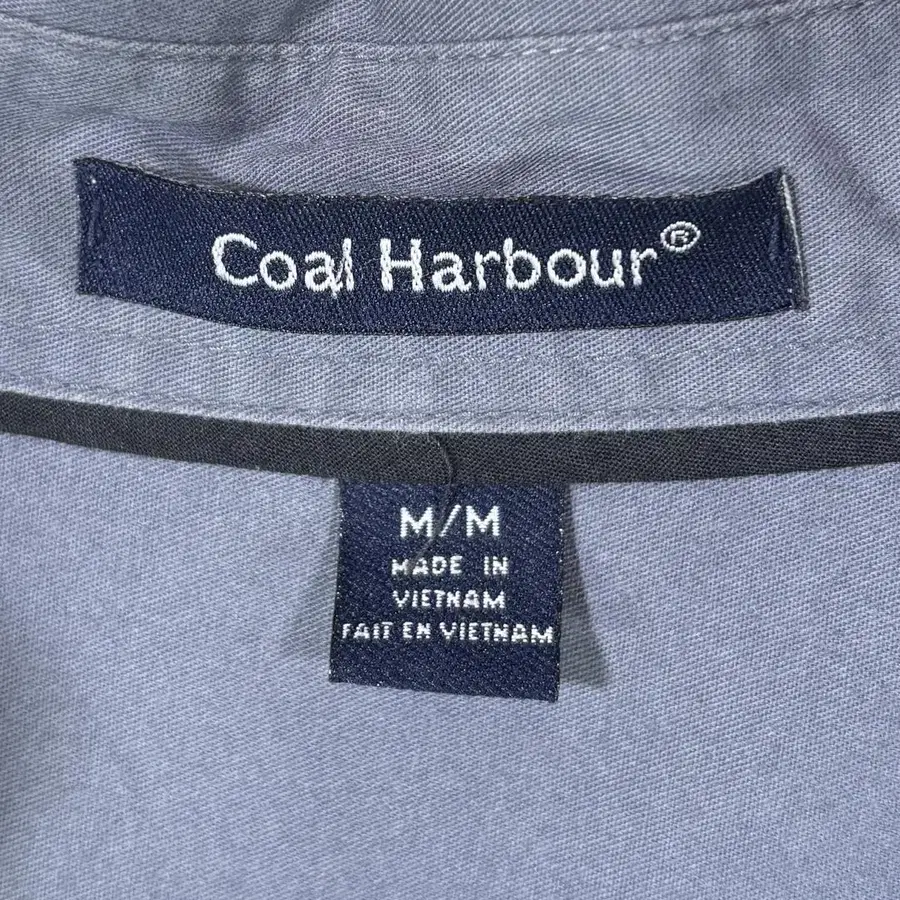 Coal Harbour®
M/M
MADE IN
VIETNAM
FAIT EN VIETNAM